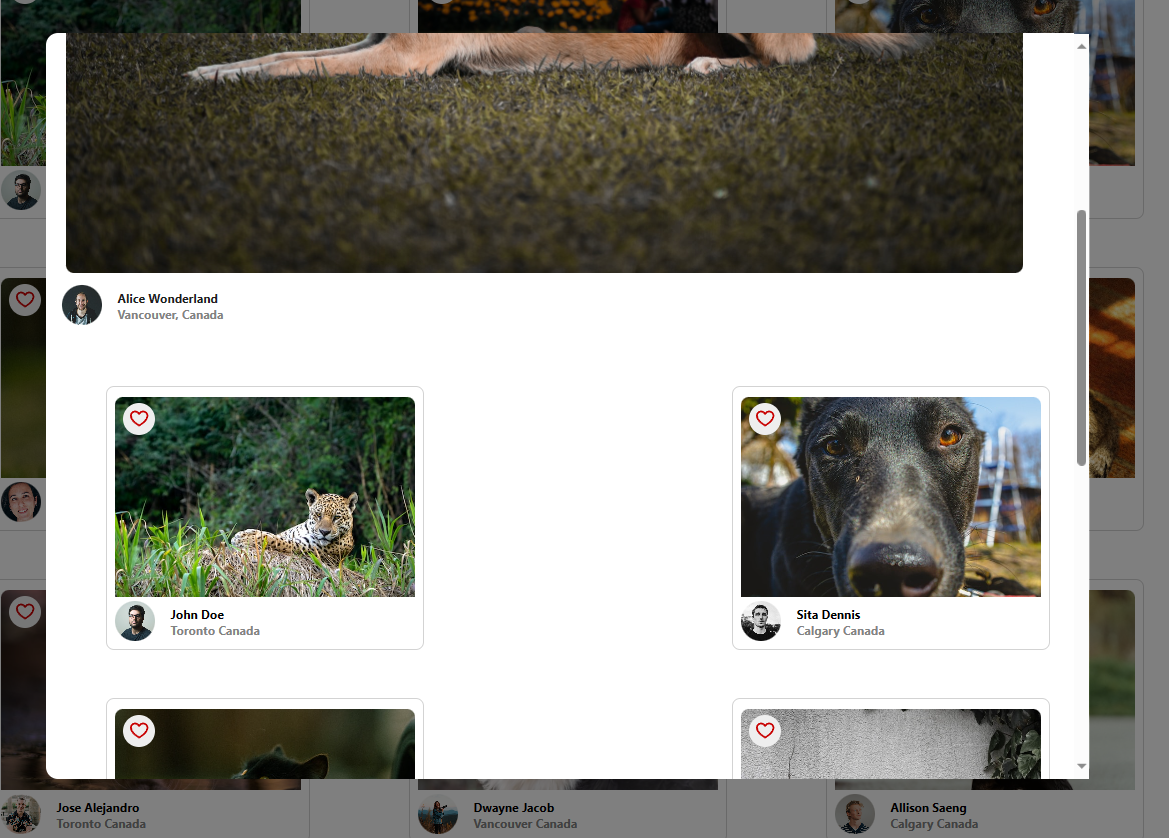 Alice Wonderland
Vancouver, Canada
John Doe
Toronto Canada
Sita Dennis
Calgary Canada
Jose Alejandro
Toronto Canada
Dwayne Jacob
Vancouver Canada
Allison Saeng
Calgary Canada